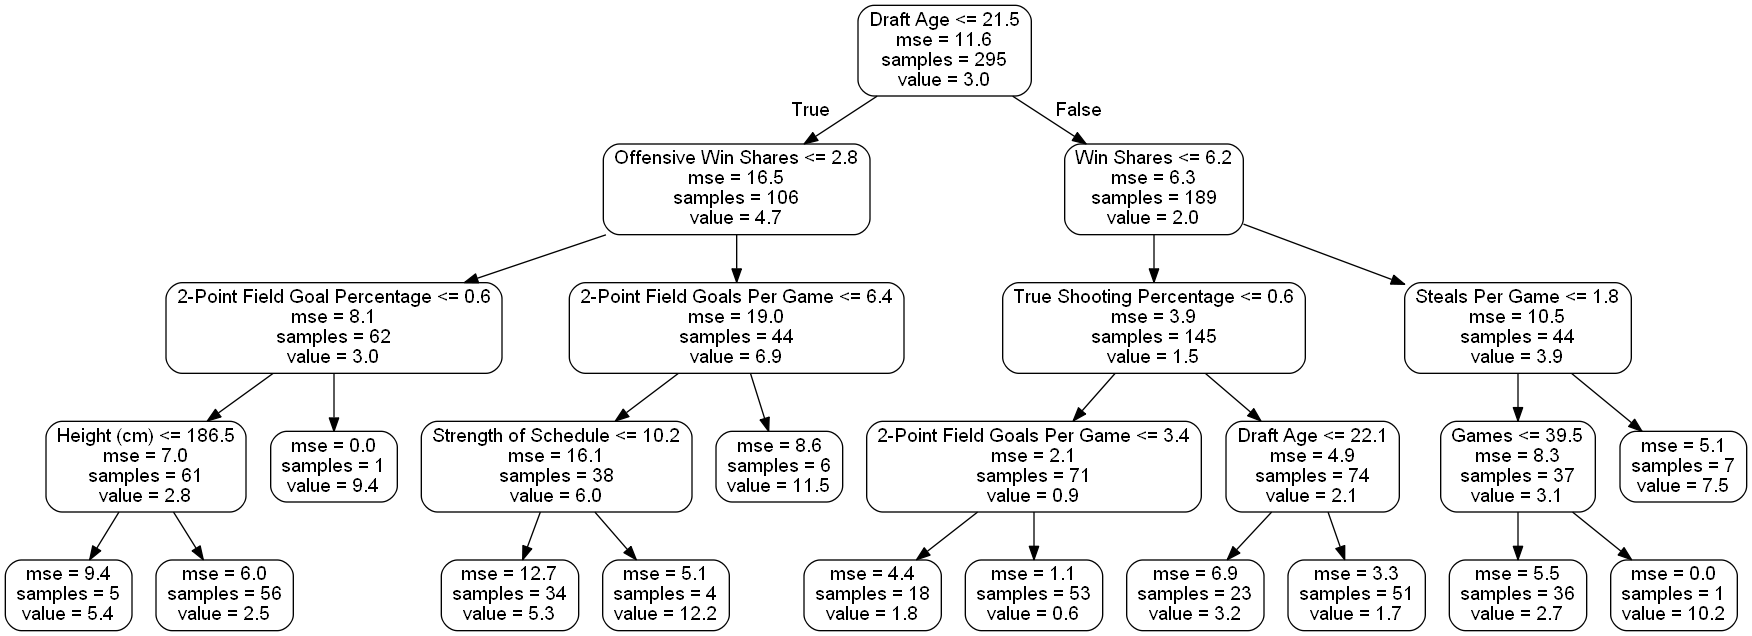 Draft Age <= 21.5
mse = 11.6
samples = 295
value = 3.0
True
False
Offensive Win Shares <= 2.8
mse = 16.5
samples = 106
value = 4.7
Win Shares <= 6.2
mse = 6.3
samples = 189
value = 2.0
2-Point Field Goal Percentage <= 0.6
mse = 8.1
samples = 62
value = 3.0
2-Point Field Goals Per Game <= 6.4
mse = 19.0
samples = 44
value = 6.9
True Shooting Percentage <= 0.6
mse = 3.9
samples = 145
value = 1.5
Steals Per Game <= 1.8
mse = 10.5
samples = 44
value = 3.9
Height (cm) <= 186.5
mse = 7.0
samples = 61
value = 2.8
mse = 0.0
samples = 1
value = 9.4
Strength of Schedule <= 10.2
mse = 16.1
samples = 38
value = 6.0
mse = 8.6
samples = 6
value = 11.5
2-Point Field Goals Per Game <= 3.4
mse = 2.1
samples = 71
value = 0.9
Draft Age <= 22.1
mse = 4.9
samples = 74
value = 2.1
Games <= 39.5
mse = 8.3
samples = 37
value = 3.1
mse = 5.1
samples = 7
value = 7.5
mse = 9.4
samples = 5
value = 5.4
mse = 6.0
samples = 56
value = 2.5
mse = 12.7
samples = 34
value = 5.3
mse = 5.1
samples = 4
value = 12.2
mse = 4.4
samples = 18
value = 1.8
mse = 1.1
samples = 53
value = 0.6
mse = 6.9
samples = 23
value = 3.2
mse = 3.3
samples = 51
value = 1.7
mse = 5.5
samples = 36
value = 2.7
mse = 0.0
samples = 1
value = 10.2